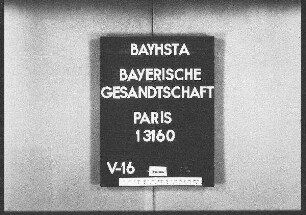 BAYHSTA
BAYERISCHE
GESANDTSCHAFT
PARIS
13160
V-16